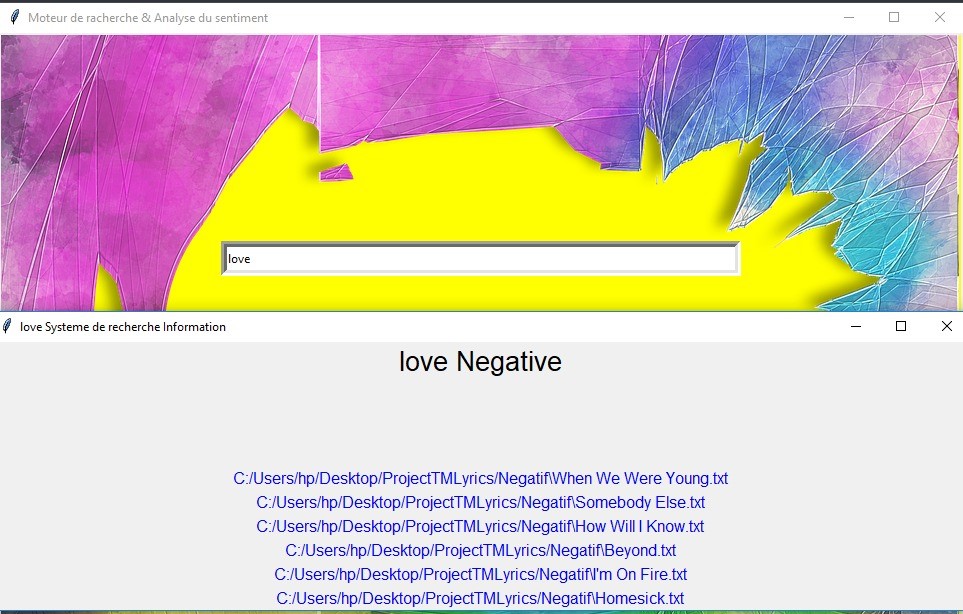 Moteur de racherche & Analyse du sentiment
love
love Systeme de recherche Information
love Negative
C:/Users/hp/Desktop/ProjectTMLyrics/Negatif\When We Were Young.txt
C:/Users/hp/Desktop/ProjectTMLyrics/Negatif\Somebody Else.txt
C:/Users/hp/Desktop/ProjectTMLyrics/Negatif\How Will I Know.txt
C:/Users/hp/Desktop/ProjectTMLyrics/Negatif\Beyond.txt
C:/Users/hp/Desktop/ProjectTMLyrics/Negatif\I'm On Fire.txt
C:/Users/hp/Desktop/ProjectTMLyrics/Negatif\Homesick.txt